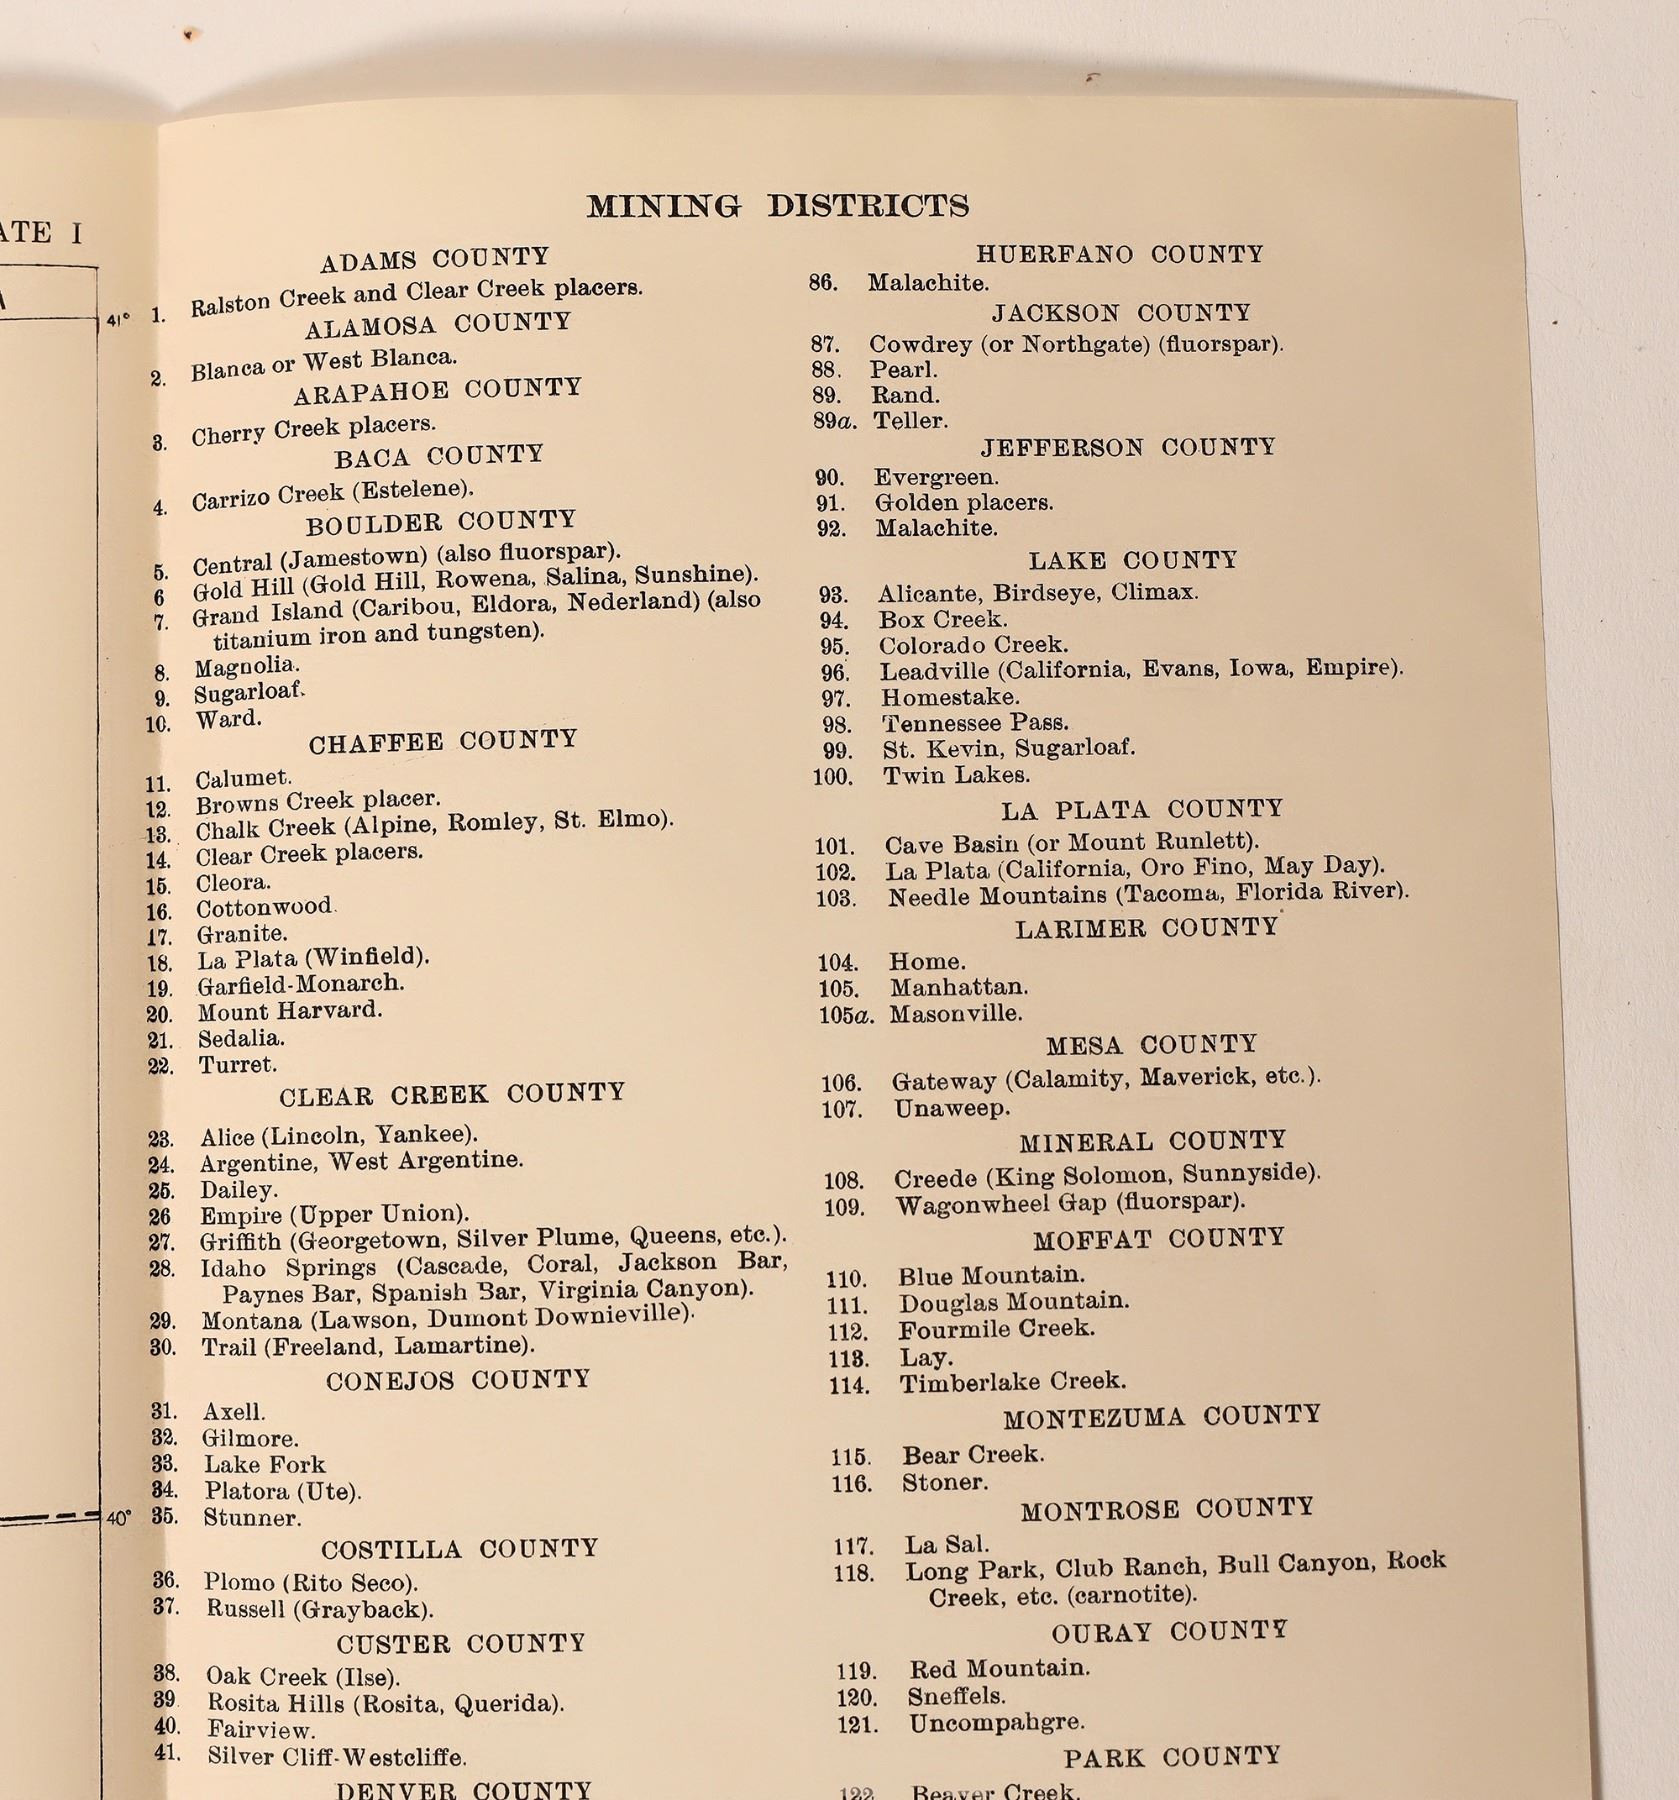 ATE I
41°
40°
MINING DISTRICTS
ADAMS COUNTY
1. Ralston Creek and Clear Creek placers.
ALAMOSA COUNTY
2. Blanca or West Blanca.
ARAPAHOE COUNTY
3. Cherry Creek placers.
BACA COUNTY
4. Carrizo Creek (Estelene).
BOULDER COUNTY
5. Central (Jamestown) (also fluorspar).
6 Gold Hill (Gold Hill, Rowena, Salina, Sunshine).
7. Grand Island (Caribou, Eldora, Nederland) (also
titanium iron and tungsten).
8. Magnolia.
9. Sugarloaf.
10. Ward.
CHAFFEE COUNTY
11. Calumet.
12. Browns Creek placer.
13. Chalk Creek (Alpine, Romley, St. Elmo).
14. Clear Creek placers.
15. Cleora.
16. Cottonwood.
17. Granite.
18. La Plata (Winfield).
19. Garfield-Monarch.
20. Mount Harvard.
21. Sedalia.
22. Turret.
CLEAR CREEK COUNTY
23. Alice (Lincoln, Yankee).
24. Argentine, West Argentine.
25. Dailey.
26 Empire (Upper Union).
27. Griffith (Georgetown, Silver Plume, Queens, etc.).
28. Idaho Springs (Cascade, Coral, Jackson Bar,
Paynes Bar, Spanish Bar, Virginia Canyon).
29. Montana (Lawson, Dumont Downieville).
30. Trail (Freeland, Lamartine).
CONEJOS COUNTY
31. Axell.
32. Gilmore.
33. Lake Fork
34. Platora (Ute).
35. Stunner.
COSTILLA COUNTY
36. Plomo (Rito Seco).
37. Russell (Grayback).
CUSTER COUNTY
38. Oak Creek (Ilse).
39. Rosita Hills (Rosita, Querida).
40. Fairview.
41. Silver Cliff-Westcliffe.
DENVER COUNTY
HUERFANO COUNTY
86. Malachite.
JACKSON COUNTY
87. Cowdrey (or Northgate) (fluorspar).
88. Pearl.
89. Rand.
89a. Teller.
JEFFERSON COUNTY
90. Evergreen.
91. Golden placers.
92. Malachite.
LAKE COUNTY
93. Alicante, Birdseye, Climax.
94. Box Creek.
95. Colorado Creek.
96. Leadville (California, Evans, Iowa, Empire).
97. Homestake.
98. Tennessee Pass.
99. St. Kevin, Sugarloaf.
100. Twin Lakes.
LA PLATA COUNTY
101. Cave Basin (or Mount Runlett).
102. La Plata (California, Oro Fino, May Day).
103. Needle Mountains (Tacoma, Florida River).
LARIMER COUNTY
104. Home.
105. Manhattan.
105a. Masonville.
MESA COUNTY
106. Gateway (Calamity, Maverick, etc.).
107. Unaweep.
MINERAL COUNTY
108. Creede (King Solomon, Sunnyside).
109. Wagonwheel Gap (fluorspar).
MOFFAT COUNTY
110. Blue Mountain.
111. Douglas Mountain.
112. Fourmile Creek.
113. Lay.
114. Timberlake Creek.
MONTEZUMA COUNTY
115. Bear Creek.
116. Stoner.
MONTROSE COUNTY
117. La Sal.
118. Long Park, Club Ranch, Bull Canyon, Rock
Creek, etc. (carnotite).
OURAY COUNTY
119. Red Mountain.
120. Sneffels.
121. Uncompahgre.
PARK COUNTY
122 Beaver Creek.